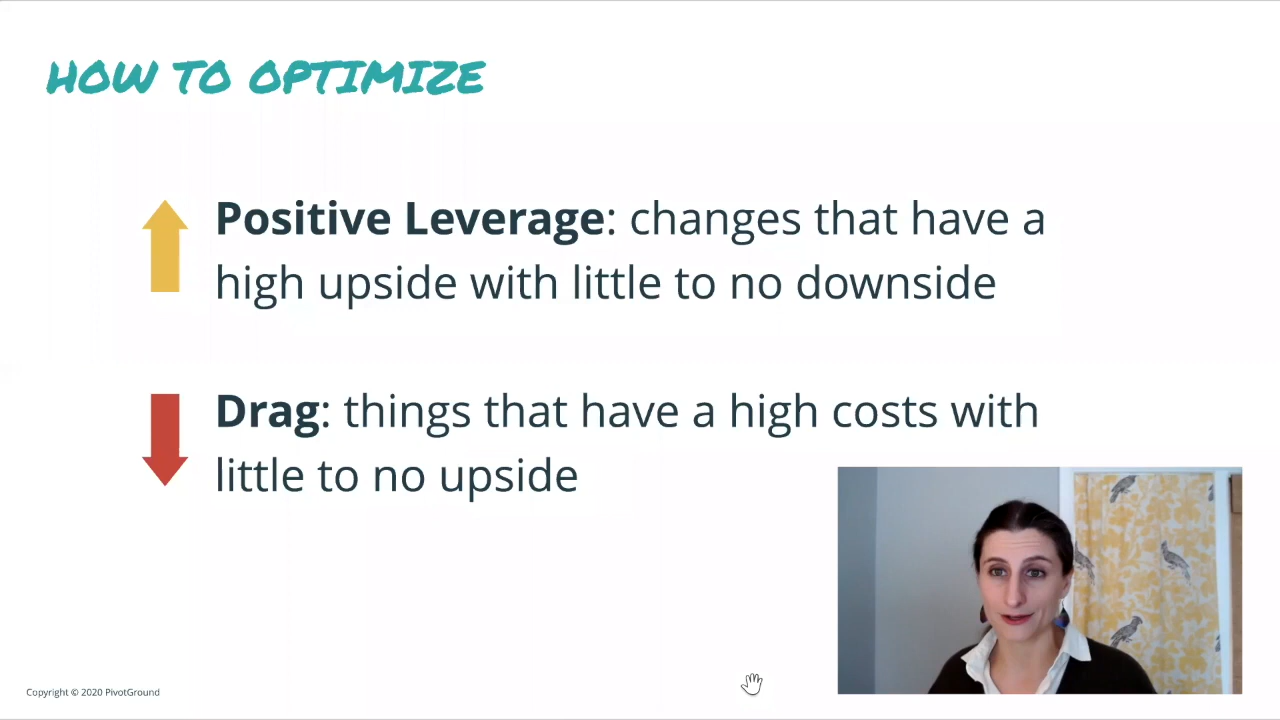 HOW TO OPTIMIZE
Positive Leverage: changes that have a
high upside with little to no downside
Drag: things that have a high costs with
little to no upside
Copyright © 2020 PivotGround